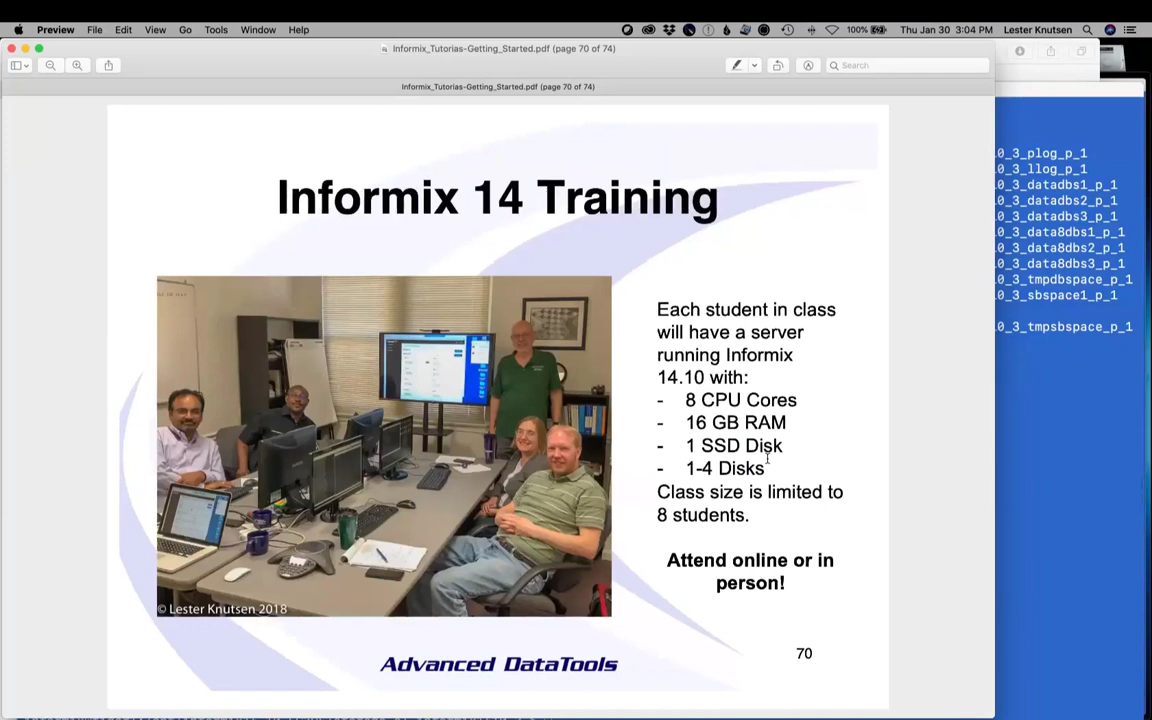 Preview File Edit View Go Tools Window Help 100% Thu Jan 30 3:04 PM Lester Knutsen
Informix_Tutorias-Getting_Started.pdf (page 70 of 74)
Search
Informix_Tutorias-Getting_Started.pdf (page 70 of 74)
Informix 14 Training
Each student in class
will have a server
running Informix
14.10 with:
- 8 CPU Cores
- 16 GB RAM
- 1 SSD Disk
- 1-4 Disks
Class size is limited to
8 students.
Attend online or in
person!
© Lester Knutsen 2018
Advanced DataTools
70
0_3_plog_p_1
0_3_llog_p_1
0_3_datadbs1_p_1
0_3_datadbs2_p_1
0_3_datadbs3_p_1
0_3_data8dbs1_p_1
0_3_data8dbs2_p_1
0_3_data8dbs3_p_1
0_3_tmpdbspace_p_1
0_3_sbspace1_p_1
0_3_tmpsbspace_p_1